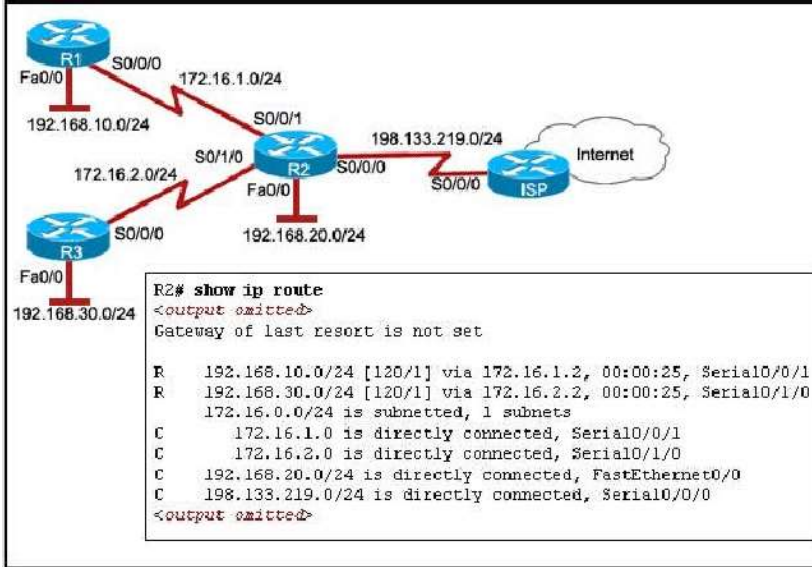 R1
S0/0/0
Fa0/0
172.16.1.0/24
192.168.10.0/24
S0/0/1
198.133.219.0/24
Internet
S0/1/0
172.16.2.0/24
R2
S0/0/0
Fa0/0
S0/0/0
ISP
S0/0/0
192.168.20.0/24
R3
Fa0/0
192.168.30.0/24
R2# show ip route
<output omitted>
Gateway of last resort is not set
R 192.168.10.0/24 [120/1] via 172.16.1.2, 00:00:25, Serial0/0/1
R 192.168.30.0/24 [120/1] via 172.16.2.2, 00:00:25, Serial0/1/0
172.16.0.0/24 is subnetted, 1 subnets
C 172.16.1.0 is directly connected, Serial0/0/1
C 172.16.2.0 is directly connected, Serial0/1/0
C 192.168.20.0/24 is directly connected, FastEthernet0/0
C 198.133.219.0/24 is directly connected, Serial0/0/0
<output omitted>